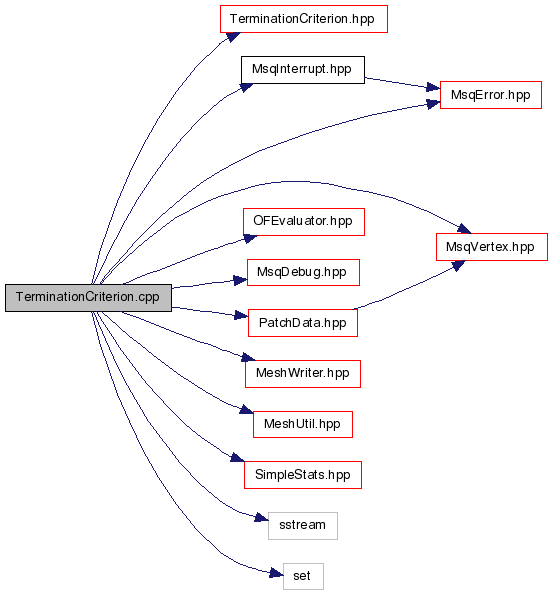 TerminationCriterion.hpp
MsqInterrupt.hpp
MsqError.hpp
OFEvaluator.hpp
MsqVertex.hpp
MsqDebug.hpp
TerminationCriterion.cpp
PatchData.hpp
MeshWriter.hpp
MeshUtil.hpp
SimpleStats.hpp
sstream
set